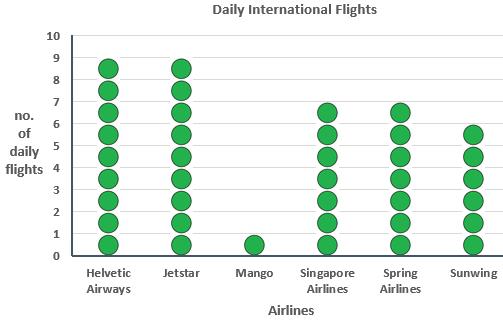 Daily International Flights
10
9
8
7
6
5
4
3
2
1
0
no.
of
daily
flights
Helvetic
Airways
Jetstar
Mango
Singapore
Airlines
Spring
Airlines
Sunwing
Airlines